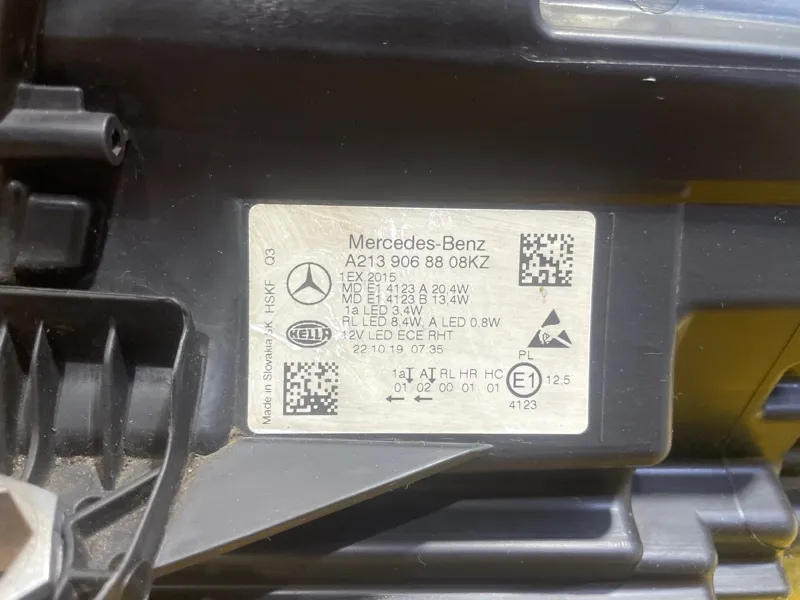 Mercedes-Benz
A213 906 88 08KZ
1EX 2015
MD E1 4123 A 20,4W
MD E1 4123 B 13,4W
1a LED 3,4W
RL LED 8,4W, A LED 0.8W
12V LED ECE RHT
22.10.19 07:35
HELLA
Made in Slovakia SK HSKF Q3
PL
1a A RL HR HC
01 02 00 01 01
E1 12,5
4123